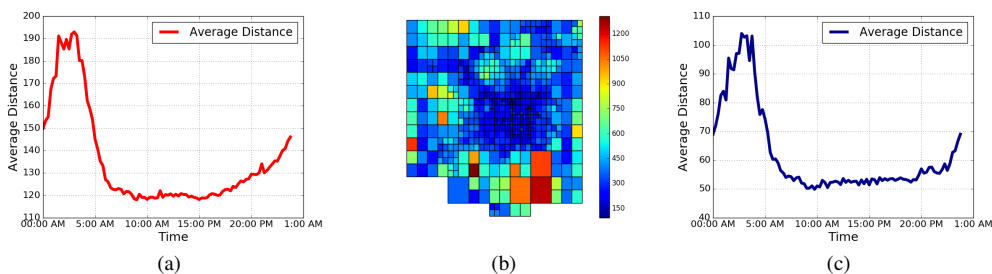 200
190
180
170
160
150
140
130
120
110
Average Distance
Average Distance
00:00 AM 5:00 AM 10:00 AM 15:00 PM 20:00 PM 1:00 AM
Time
(a)
1200
1050
900
750
600
450
300
150
(b)
110
100
90
80
70
60
50
40
Average Distance
Average Distance
00:00 AM 5:00 AM 10:00 AM 15:00 PM 20:00 PM 1:00 AM
Time
(c)